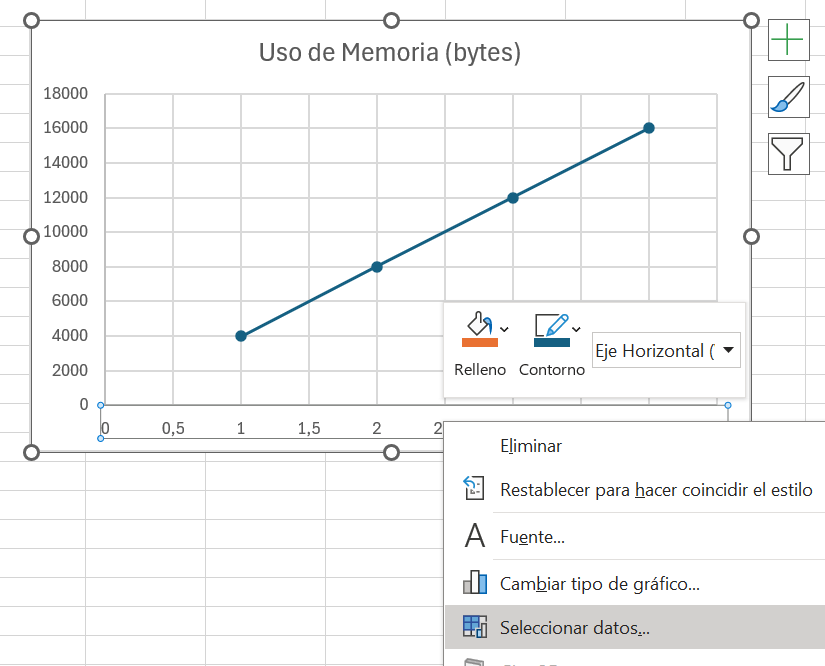 Uso de Memoria (bytes)
18000
16000
14000
12000
10000
8000
6000
4000
2000
0
0 0,5 1 1,5 2 2
Relleno Contorno Eje Horizontal (
Eliminar
Restablecer para hacer coincidir el estilo
A Fuente...
Cambiar tipo de gráfico...
Seleccionar datos...